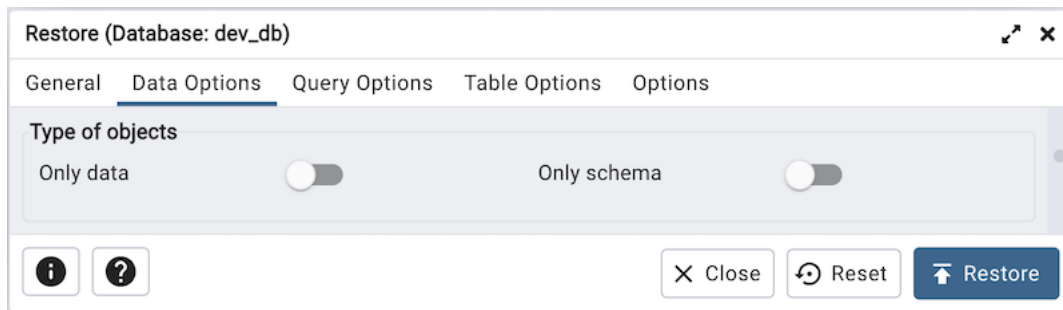 Restore (Database: dev_db)
General Data Options Query Options Table Options Options
Type of objects
Only data Only schema
Close Reset Restore